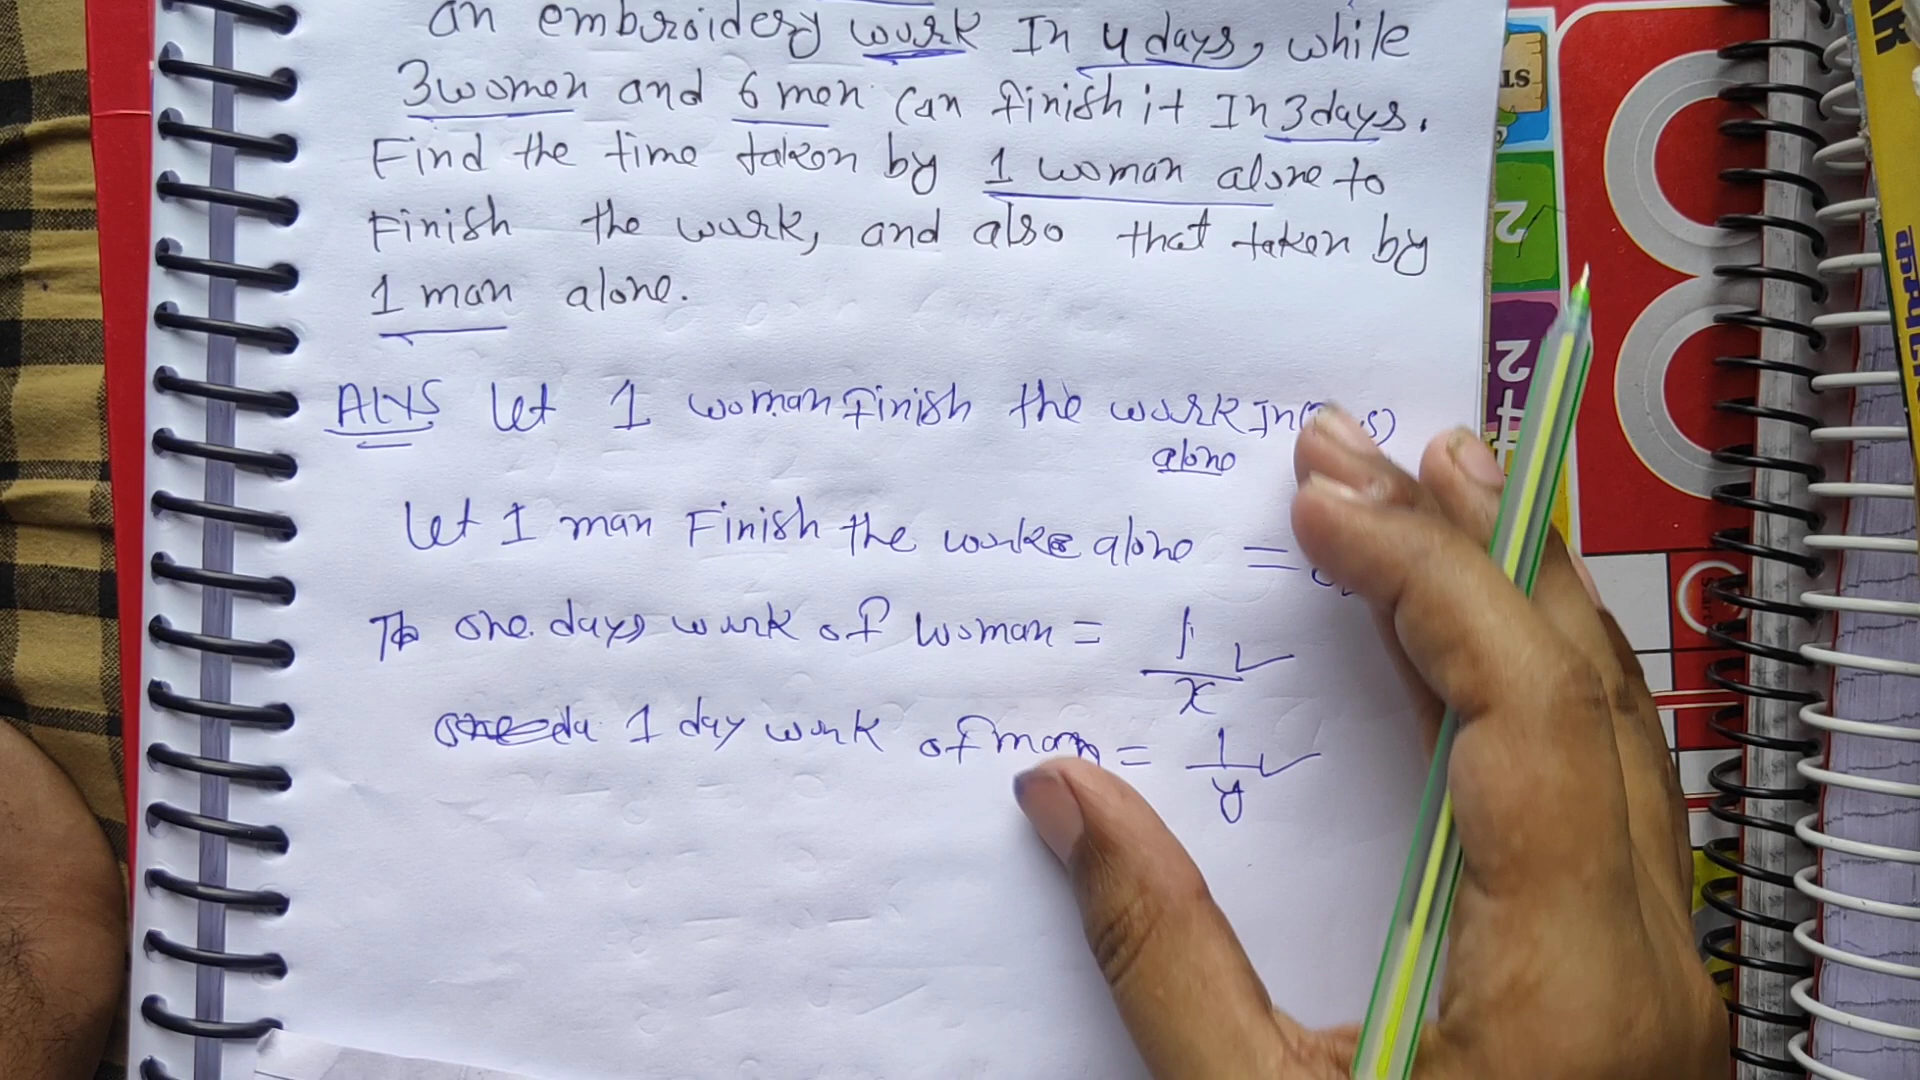 an embroidery work In 4 days, while
3 women and 6 men can finish it In 3 days.
Find the time taken by 1 woman alone to
Finish the work, and also that taken by
1 man alone.
ANS Let 1 woman Finish the work In
alone
Let 1 man Finish the work alone =
one days work of woman = 1/x
1 day work of man = 1/y
ST
2
2